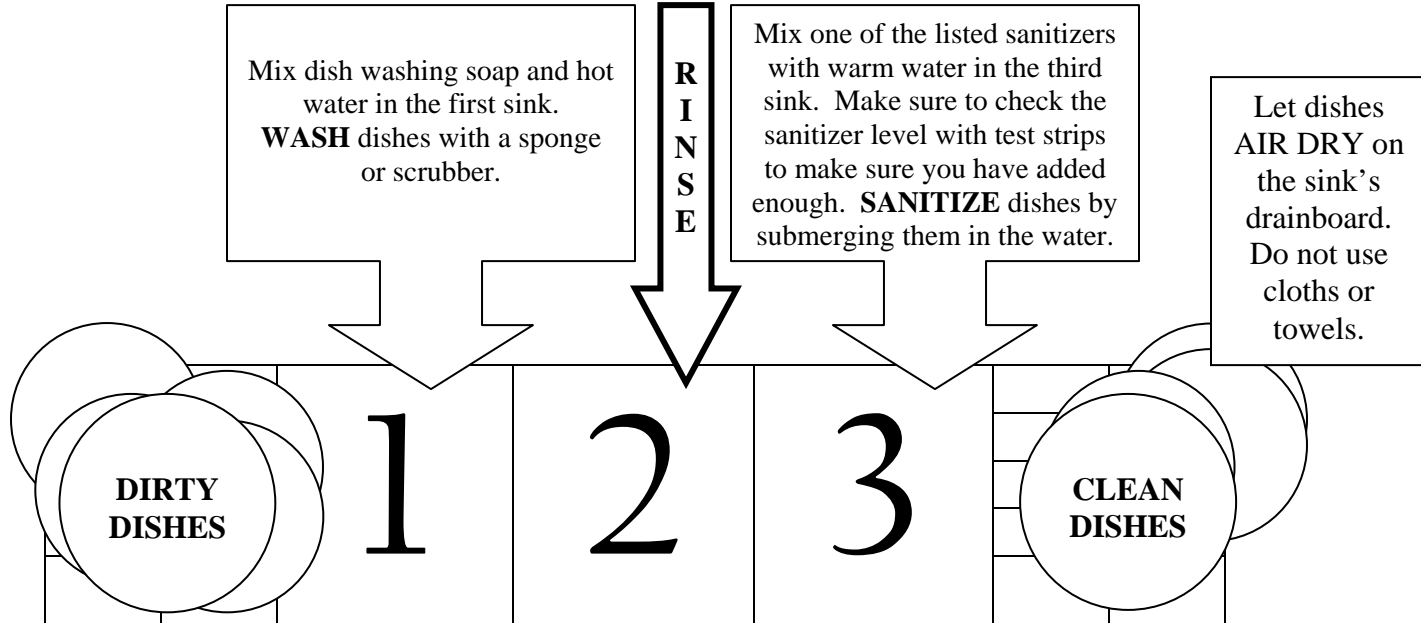 Mix dish washing soap and hot
water in the first sink.
WASH dishes with a sponge
or scrubber.
R
I
N
S
E
Mix one of the listed sanitizers
with warm water in the third
sink.  Make sure to check the
sanitizer level with test strips
to make sure you have added
enough.  SANITIZE dishes by
submerging them in the water.
Let dishes
AIR DRY on
the sink’s
drainboard.
Do not use
cloths or
towels.
DIRTY
DISHES
1
2
3
CLEAN
DISHES